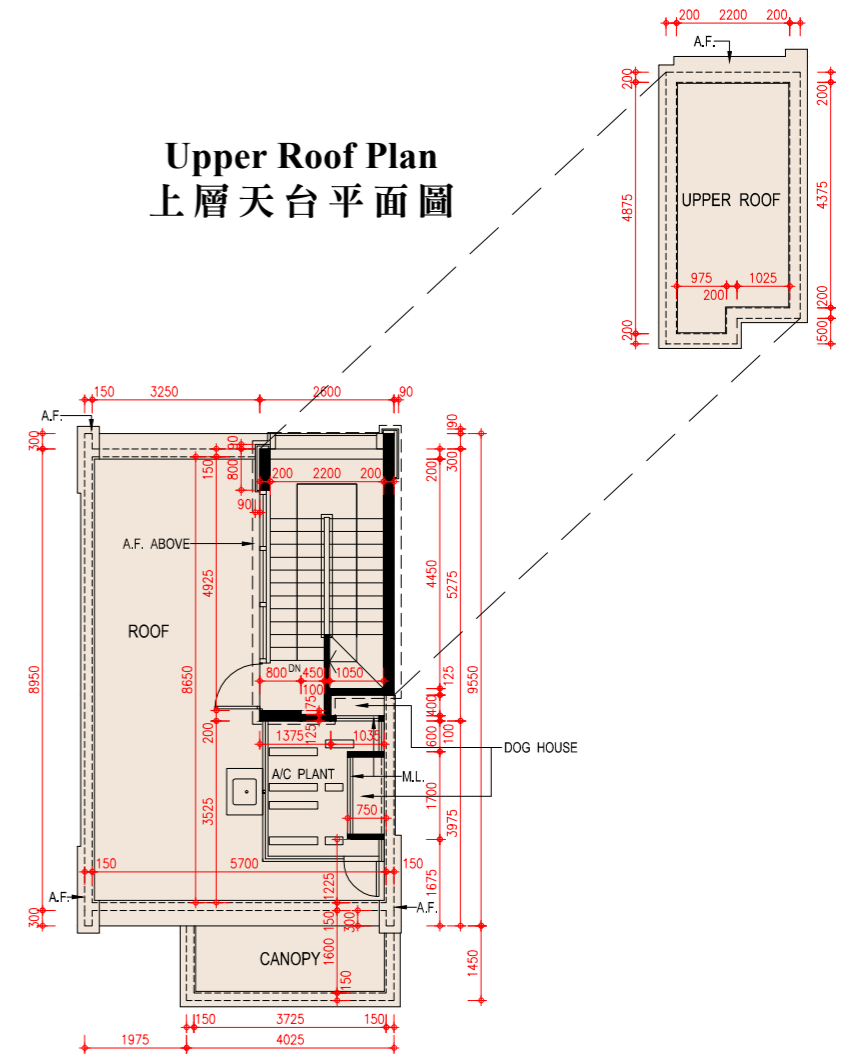 200 2200 200
A.F.
200
200
Upper Roof Plan
上層天台平面圖
4875
UPPER ROOF
4375
975
1025
200
200
200
500
150 3250 2600 90
A.F.
300
90
150
800
200 2200 200
90
200
300
90
A.F. ABOVE
4925
4450
5275
ROOF
8950
8650
9550
DN
800 450 1050
125
100
175
400
200
125
1375 1035
600
100
DOG HOUSE
A/C PLANT
M.L.
3525
750
1700
3975
150 5700 150
1225
1675
A.F.
A.F.
300
150
300
CANOPY
1600
150
1450
150 3725 150
1975 4025